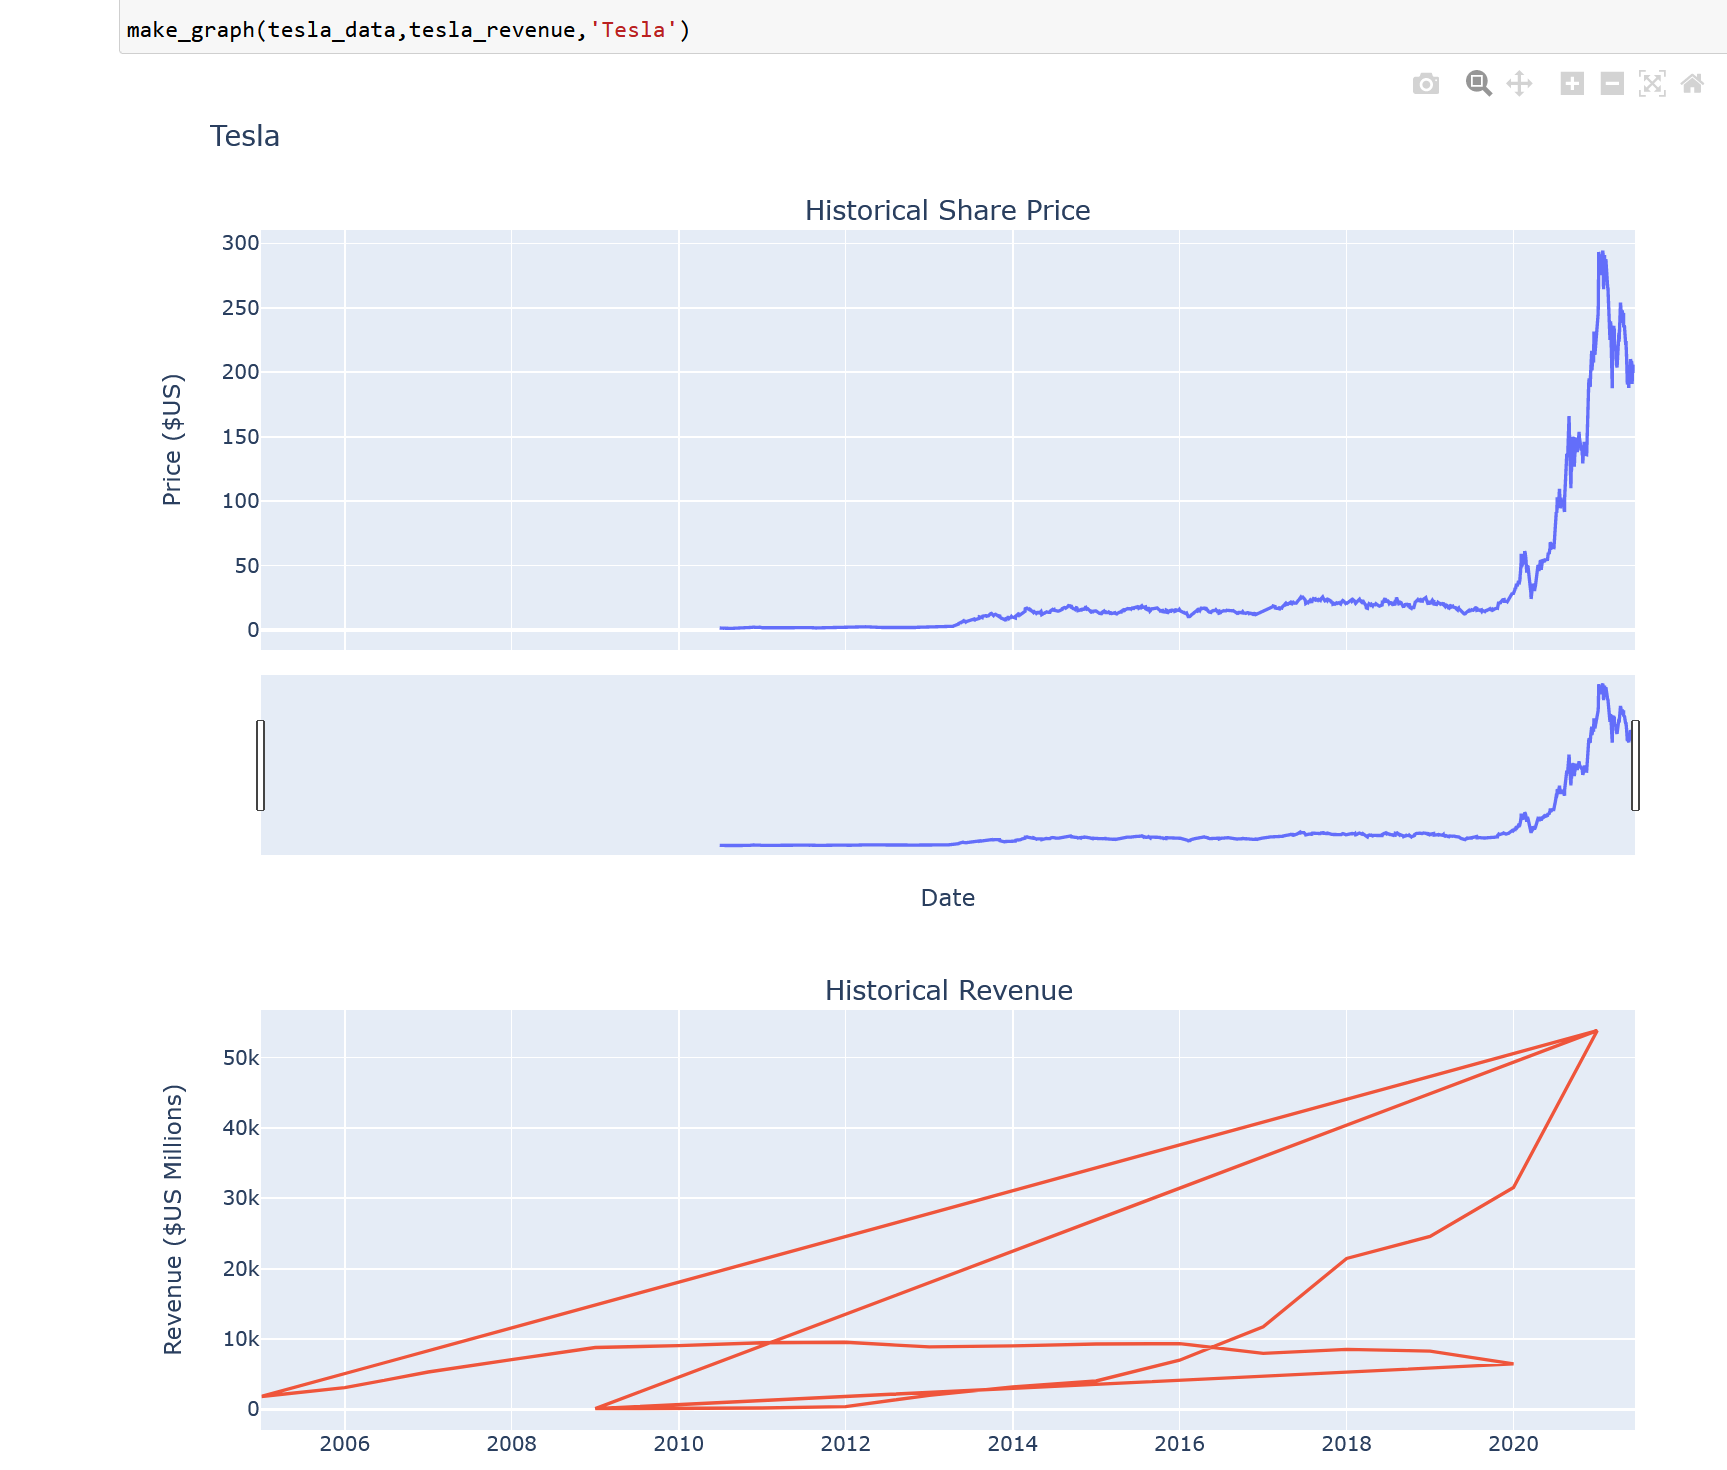 make_graph(tesla_data,tesla_revenue,'Tesla')
Tesla
Historical Share Price
300
250
200
150
100
50
0
Price ($US)
Date
Historical Revenue
50k
40k
30k
20k
10k
0
Revenue ($US Millions)
2006 2008 2010 2012 2014 2016 2018 2020